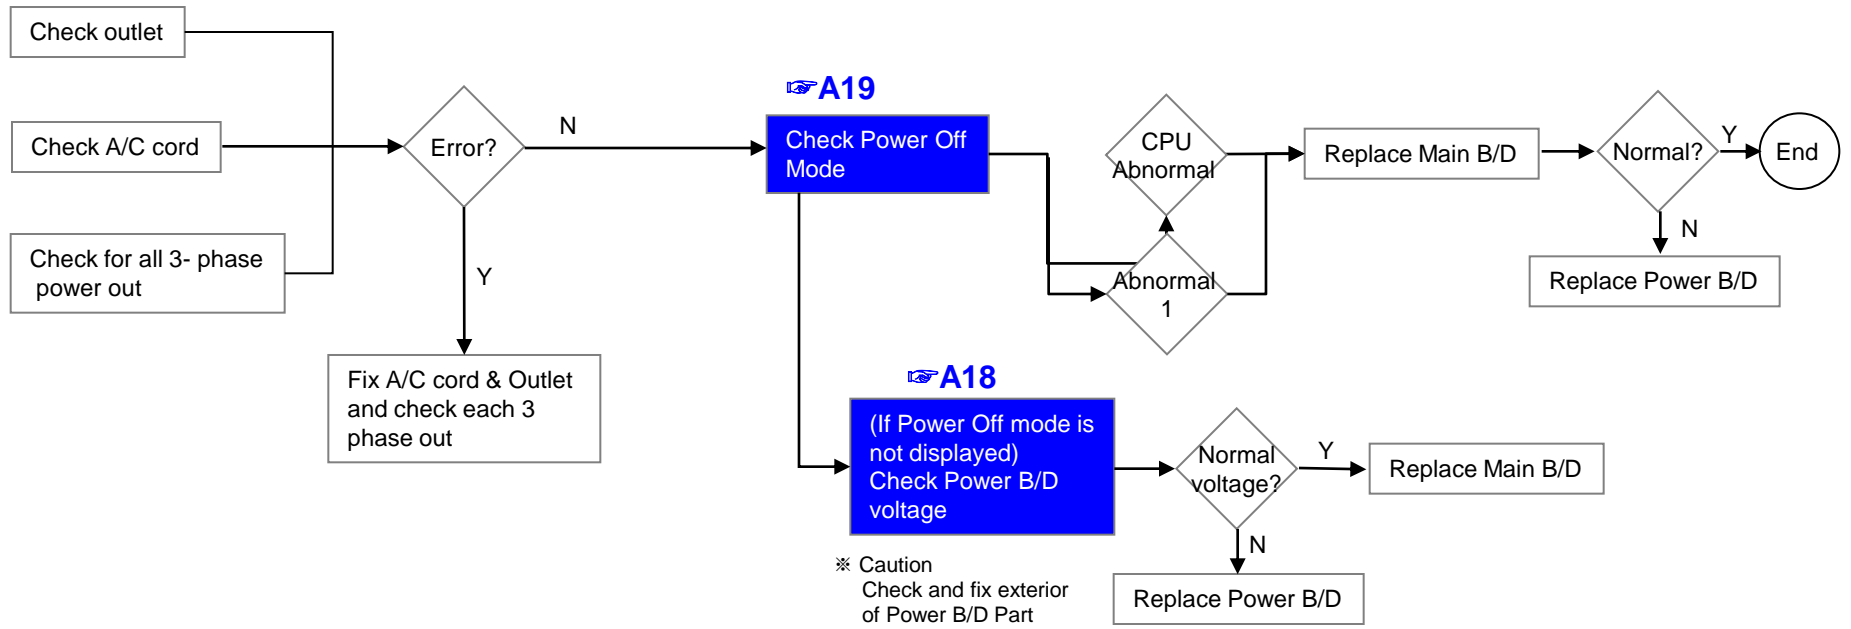 Check outlet
Check A/C cord
Check for all 3- phase
power out
Error?
N
Y
Fix A/C cord & Outlet
and check each 3
phase out
☞A19
Check Power Off
Mode
CPU
Abnormal
Abnormal
1
Replace Main B/D
Normal?
Y
End
N
Replace Power B/D
☞A18
(If Power Off mode is
not displayed)
Check Power B/D
voltage
※ Caution
Check and fix exterior
of Power B/D Part
Normal
voltage?
Y
Replace Main B/D
N
Replace Power B/D